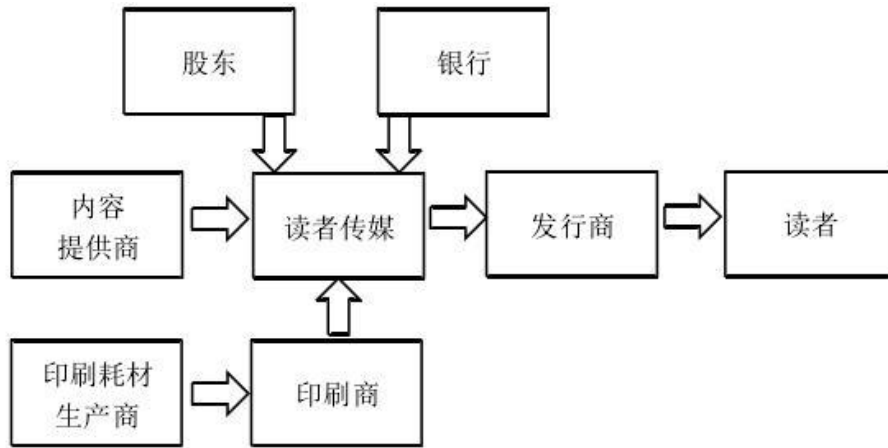 股东
银行
内容
提供商
读者传媒
发行商
读者
印刷耗材
生产商
印刷商